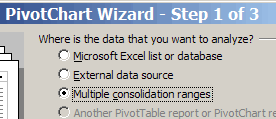 PivotChart Wizard - Step 1 of 3
Where is the data that you want to analyze?
Microsoft Excel list or database
External data source
Multiple consolidation ranges
Another PivotTable report or PivotChart re